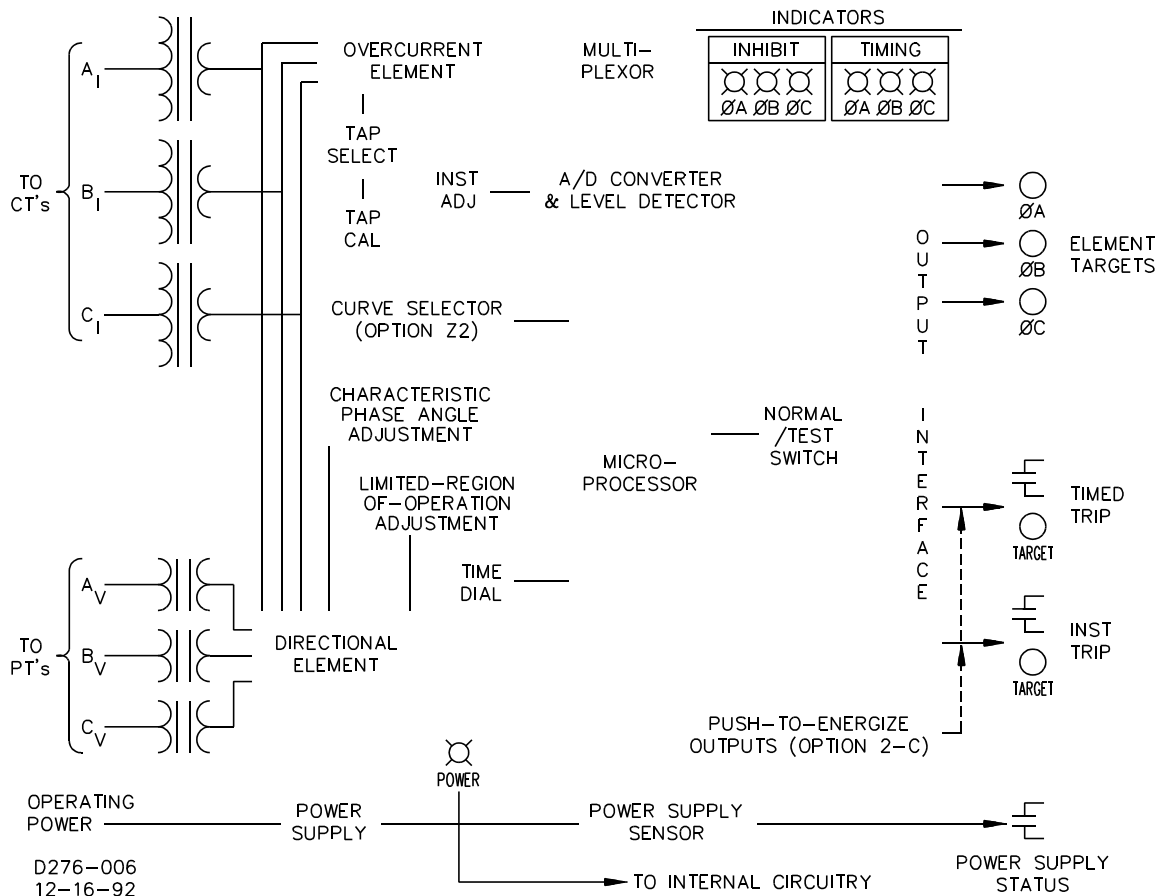 INDICATORS
INHIBIT
TIMING
ØA ØB ØC
ØA ØB ØC
OVERCURRENT
ELEMENT
MULTI–
PLEXOR
TAP
SELECT
TAP
CAL
INST
ADJ
A/D CONVERTER
& LEVEL DETECTOR
TO
CT's
A I
B I
C I
CURVE SELECTOR
(OPTION Z2)
OUTPUT
INTERFACE
ØA
ØB
ØC
ELEMENT
TARGETS
CHARACTERISTIC
PHASE ANGLE
ADJUSTMENT
LIMITED–REGION
OF–OPERATION
ADJUSTMENT
MICRO–
PROCESSOR
NORMAL
/TEST
SWITCH
TIMED
TRIP
TARGET
TIME
DIAL
INST
TRIP
TARGET
TO
PT's
A V
B V
C V
DIRECTIONAL
ELEMENT
PUSH–TO–ENERGIZE
OUTPUTS (OPTION 2–C)
POWER
OPERATING
POWER
POWER
SUPPLY
POWER SUPPLY
SENSOR
TO INTERNAL CIRCUITRY
POWER SUPPLY
STATUS
D276–006
12–16–92